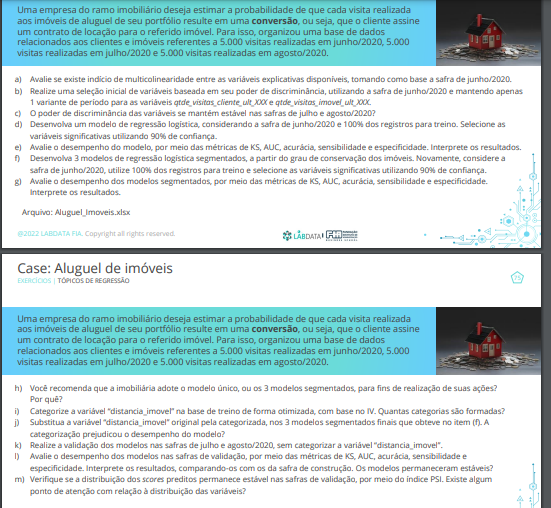 Uma empresa do ramo imobiliário deseja estimar a probabilidade de que cada visita realizada
aos imóveis de aluguel de seu portfólio resulte em uma conversão, ou seja, que o cliente assine
um contrato de locação para o referido imóvel. Para isso, organizou uma base de dados
relacionados aos clientes e imóveis referentes a 5.000 visitas realizadas em junho/2020, 5.000
visitas realizadas em julho/2020 e 5.000 visitas realizadas em agosto/2020.
a) Avalie se existe indício de multicolinearidade entre as variáveis explicativas disponíveis, tomando como base a safra de junho/2020.
b) Realize uma seleção inicial de variáveis baseada em seu poder de discriminância, utilizando a safra de junho/2020 e mantendo apenas
1 variante de período para as variáveis qtde_visitas_cliente_ult_XXX e qtde_visitas_imovel_ult_XXX.
c) O poder de discriminância das variáveis se mantém estável nas safras de julho e agosto/2020?
d) Desenvolva um modelo de regressão logística, considerando a safra de junho/2020 e 100% dos registros para treino. Selecione as
variáveis significativas utilizando 90% de confiança.
e) Avalie o desempenho do modelo, por meio das métricas de KS, AUC, acurácia, sensibilidade e especificidade. Interprete os resultados.
f) Desenvolva 3 modelos de regressão logística segmentados, a partir do grau de conservação dos imóveis. Novamente, considere a
safra de junho/2020, utilize 100% dos registros para treino e selecione as variáveis significativas utilizando 90% de confiança.
g) Avalie o desempenho dos modelos segmentados, por meio das métricas de KS, AUC, acurácia, sensibilidade e especificidade.
Interprete os resultados.
Arquivo: Aluguel_Imoveis.xlsx
@2022 LABDATA FIA. Copyright all rights reserved.
LABDATA FIA
Case: Aluguel de imóveis
EXERCÍCIOS | TÓPICOS DE REGRESSÃO
Uma empresa do ramo imobiliário deseja estimar a probabilidade de que cada visita realizada
aos imóveis de aluguel de seu portfólio resulte em uma conversão, ou seja, que o cliente assine
um contrato de locação para o referido imóvel. Para isso, organizou uma base de dados
relacionados aos clientes e imóveis referentes a 5.000 visitas realizadas em junho/2020, 5.000
visitas realizadas em julho/2020 e 5.000 visitas realizadas em agosto/2020.
h) Você recomenda que a imobiliária adote o modelo único, ou os 3 modelos segmentados, para fins de realização de suas ações?
Por quê?
i) Categorize a variável "distancia_imovel" na base de treino de forma otimizada, com base no IV. Quantas categorias são formadas?
j) Substitua a variável "distancia_imovel" original pela categorizada, nos 3 modelos segmentados finais que obteve no item (f). A
categorização prejudicou o desempenho do modelo?
k) Realize a validação dos modelos nas safras de julho e agosto/2020, sem categorizar a variável "distancia_imovel".
l) Avalie o desempenho dos modelos nas safras de validação, por meio das métricas de KS, AUC, acurácia, sensibilidade e
especificidade. Interprete os resultados, comparando-os com os da safra de construção. Os modelos permaneceram estáveis?
m) Verifique se a distribuição dos scores preditos permanece estável nas safras de validação, por meio do índice PSI. Existe algum
ponto de atenção com relação à distribuição das variáveis?